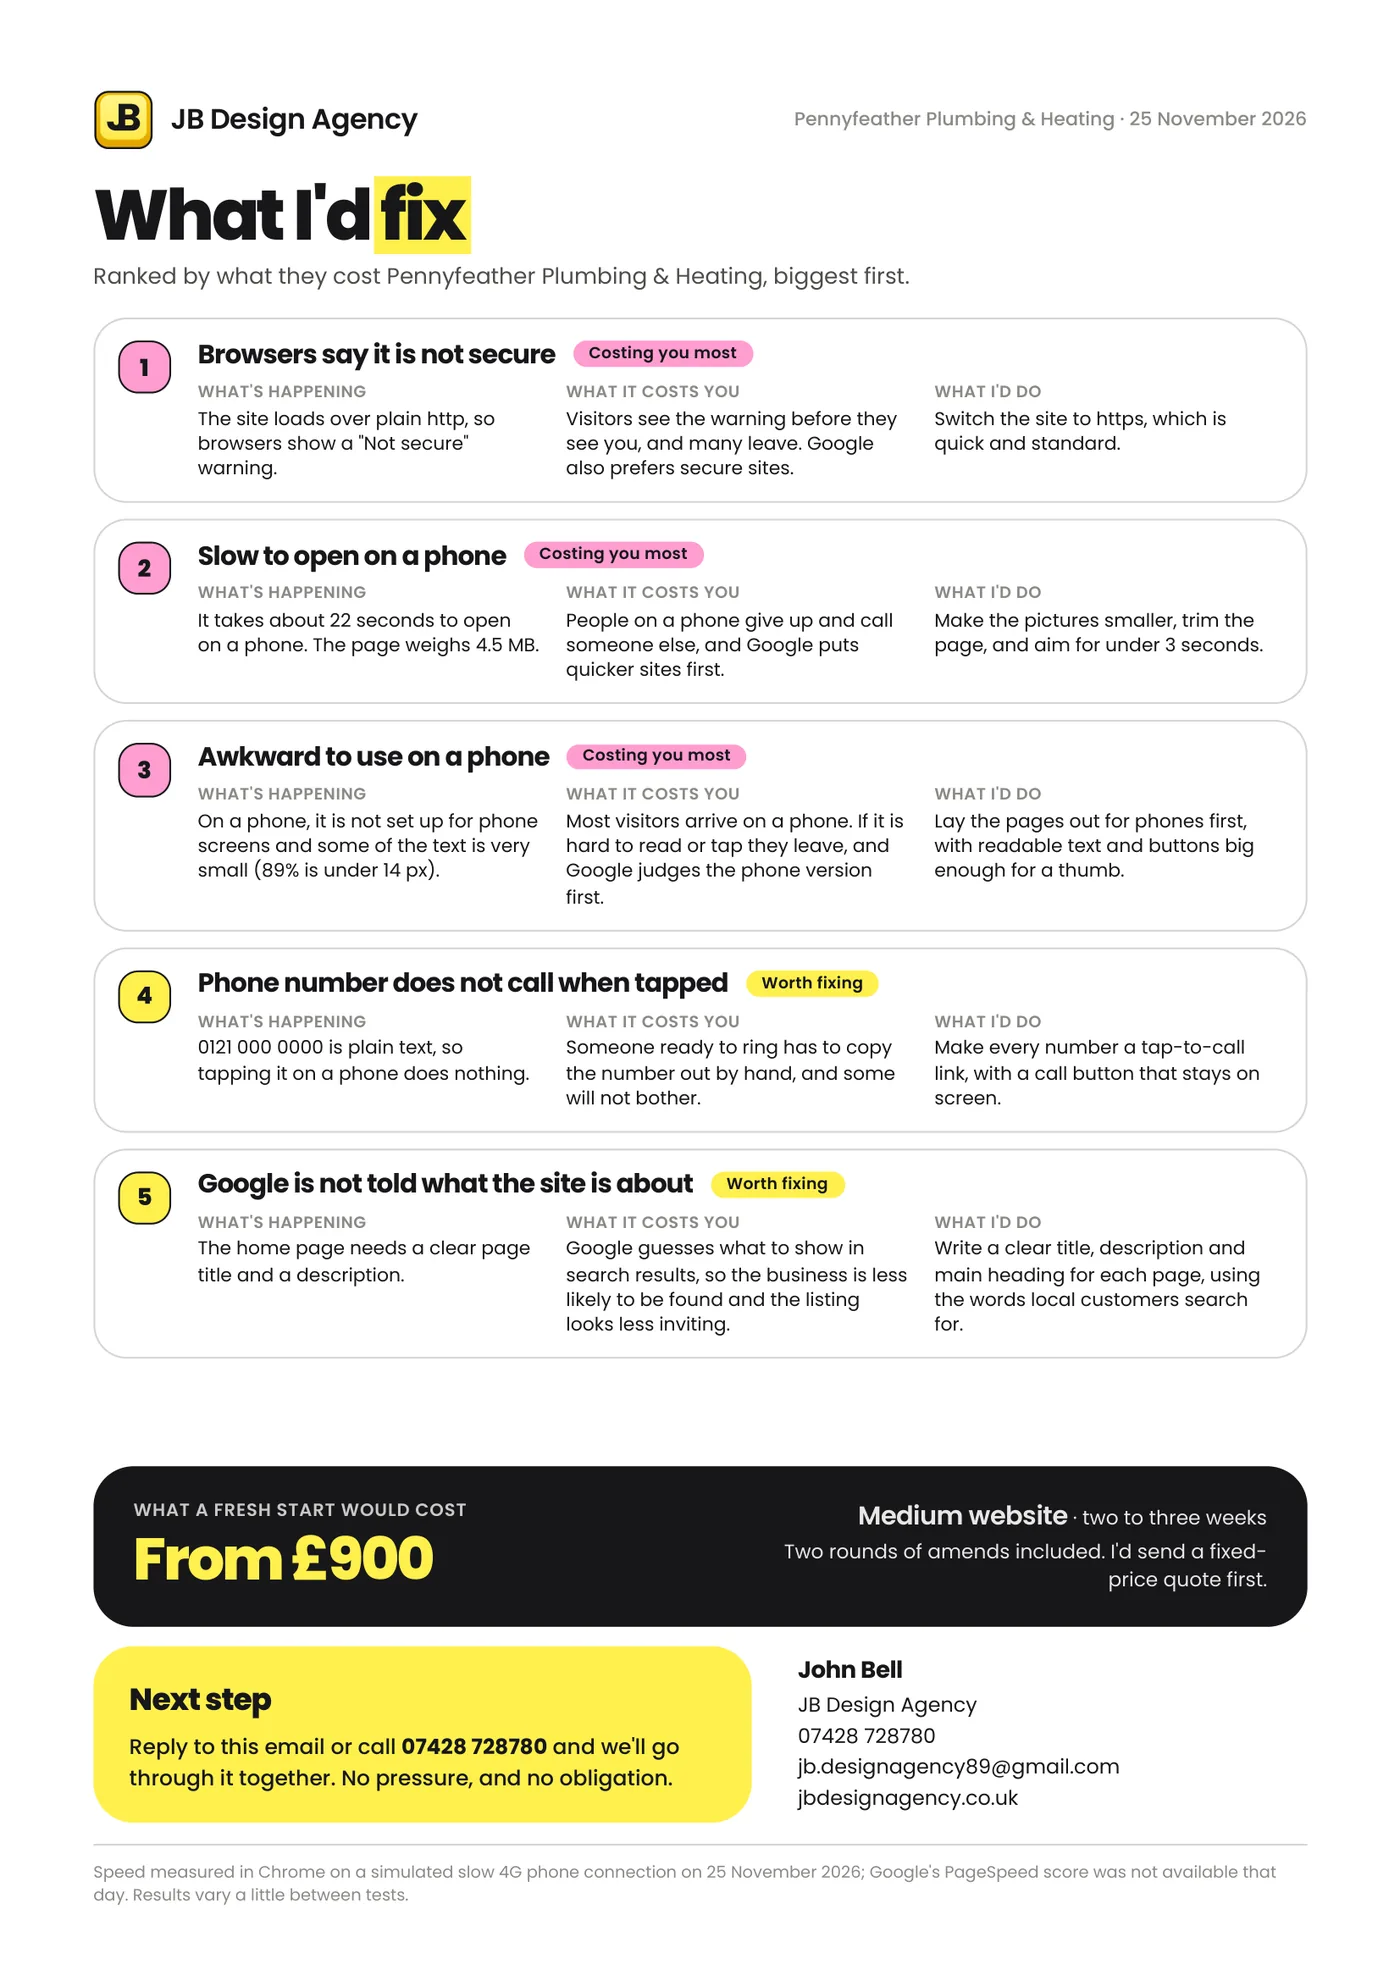 JB JB Design Agency
Pennyfeather Plumbing & Heating · 25 November 2026
What I'd fix
Ranked by what they cost Pennyfeather Plumbing & Heating, biggest first.
1
Browsers say it is not secure
Costing you most
WHAT'S HAPPENING
The site loads over plain http, so
browsers show a "Not secure"
warning.
WHAT IT COSTS YOU
Visitors see the warning before they
see you, and many leave. Google
also prefers secure sites.
WHAT I'D DO
Switch the site to https, which is
quick and standard.
2
Slow to open on a phone
Costing you most
WHAT'S HAPPENING
It takes about 22 seconds to open
on a phone. The page weighs 4.5 MB.
WHAT IT COSTS YOU
People on a phone give up and call
someone else, and Google puts
quicker sites first.
WHAT I'D DO
Make the pictures smaller, trim the
page, and aim for under 3 seconds.
3
Awkward to use on a phone
Costing you most
WHAT'S HAPPENING
On a phone, it is not set up for phone
screens and some of the text is very
small (89% is under 14 px).
WHAT IT COSTS YOU
Most visitors arrive on a phone. If it is
hard to read or tap they leave, and
Google judges the phone version
first.
WHAT I'D DO
Lay the pages out for phones first,
with readable text and buttons big
enough for a thumb.
4
Phone number does not call when tapped
Worth fixing
WHAT'S HAPPENING
0121 000 0000 is plain text, so
tapping it on a phone does nothing.
WHAT IT COSTS YOU
Someone ready to ring has to copy
the number out by hand, and some
will not bother.
WHAT I'D DO
Make every number a tap-to-call
link, with a call button that stays on
screen.
5
Google is not told what the site is about
Worth fixing
WHAT'S HAPPENING
The home page needs a clear page
title and a description.
WHAT IT COSTS YOU
Google guesses what to show in
search results, so the business is less
likely to be found and the listing
looks less inviting.
WHAT I'D DO
Write a clear title, description and
main heading for each page, using
the words local customers search
for.
WHAT A FRESH START WOULD COST
From £900
Medium website · two to three weeks
Two rounds of amends included. I'd send a fixed-
price quote first.
Next step
Reply to this email or call 07428 728780 and we'll go
through it together. No pressure, and no obligation.
John Bell
JB Design Agency
07428 728780
jb.designagency89@gmail.com
jbdesignagency.co.uk
Speed measured in Chrome on a simulated slow 4G phone connection on 25 November 2026; Google's PageSpeed score was not available that
day. Results vary a little between tests.